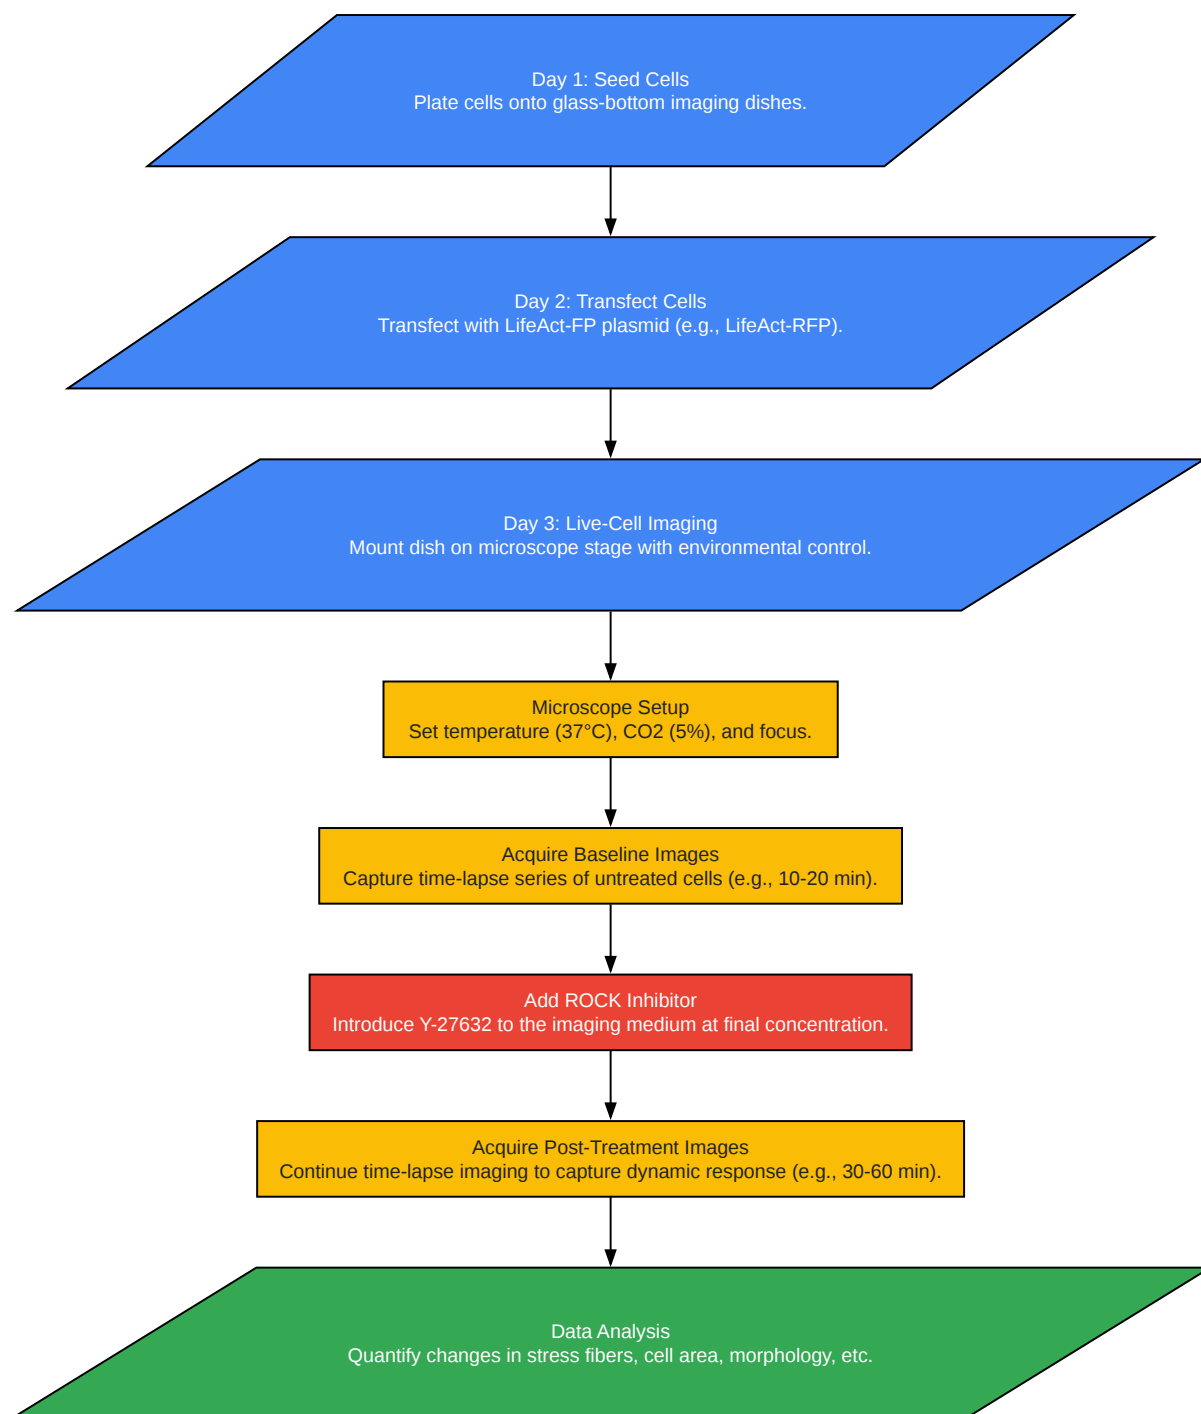 Day 1: Seed Cells
Plate cells onto glass-bottom imaging dishes.
Day 2: Transfect Cells
Transfect with LifeAct-FP plasmid (e.g., LifeAct-RFP).
Day 3: Live-Cell Imaging
Mount dish on microscope stage with environmental control.
Microscope Setup
Set temperature (37°C), CO2 (5%), and focus.
Acquire Baseline Images
Capture time-lapse series of untreated cells (e.g., 10-20 min).
Add ROCK Inhibitor
Introduce Y-27632 to the imaging medium at final concentration.
Acquire Post-Treatment Images
Continue time-lapse imaging to capture dynamic response (e.g., 30-60 min).
Data Analysis
Quantify changes in stress fibers, cell area, morphology, etc.